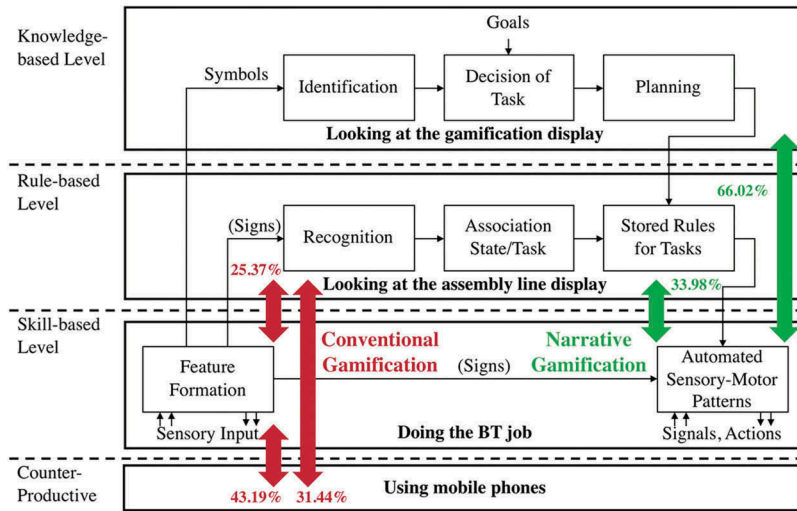 Knowledge-
based Level
Goals
Symbols
Identification
Decision of
Task
Planning
Looking at the gamification display
Rule-based
Level
66.02%
(Signs)
Recognition
Association
State/Task
Stored Rules
for Tasks
25.37%
Looking at the assembly line display
33.98%
Skill-based
Level
Feature
Formation
Conventional
Gamification
(Signs)
Narrative
Gamification
Automated
Sensory-Motor
Patterns
Sensory Input
Doing the BT job
Signals, Actions
Counter-
Productive
43.19%
31.44%
Using mobile phones